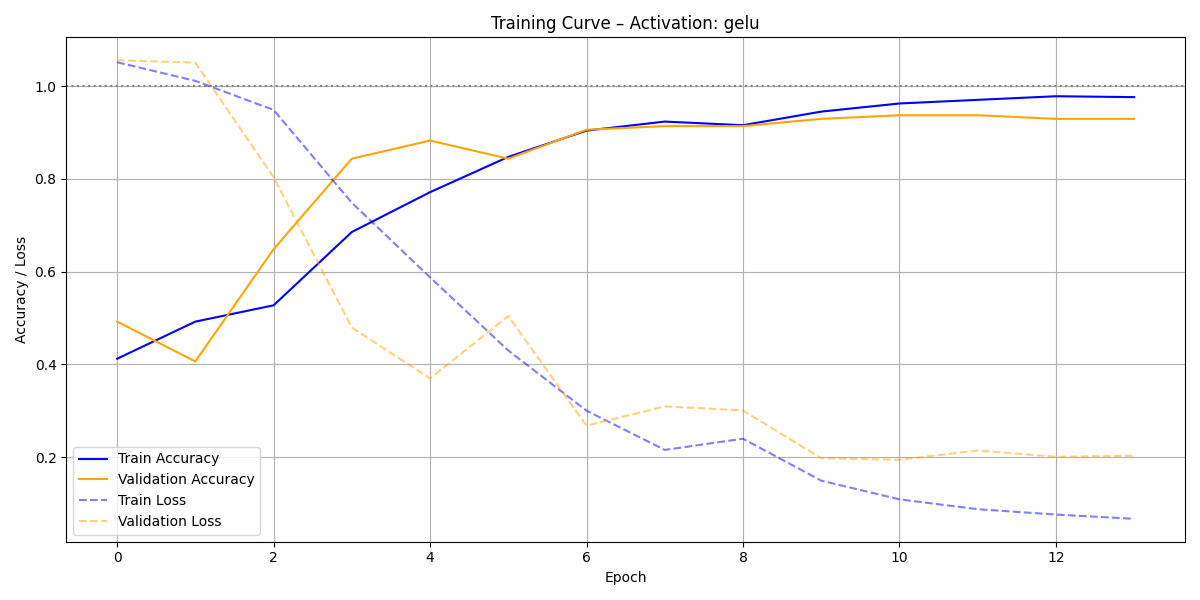 Training Curve – Activation: gelu
Accuracy / Loss
1.0
0.8
0.6
0.4
0.2
Train Accuracy
Validation Accuracy
Train Loss
Validation Loss
0 2 4 6 8 10 12
Epoch